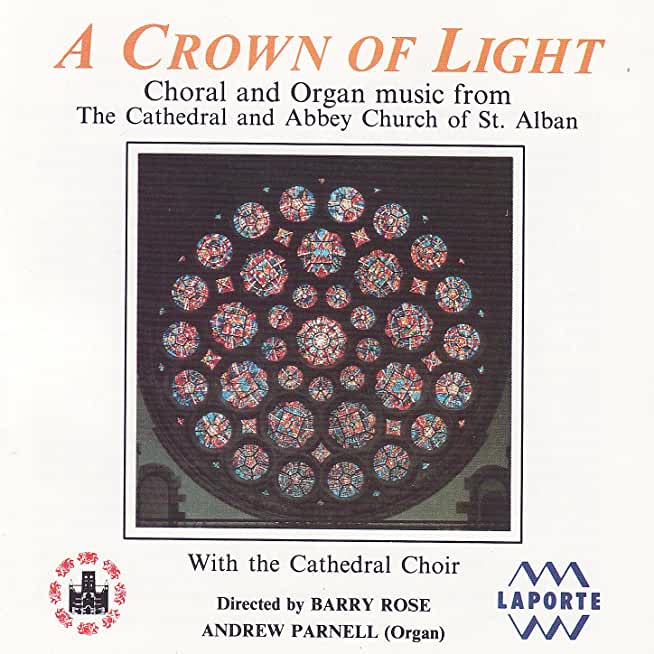 A CROWN OF LIGHT
Choral and Organ music from
The Cathedral and Abbey Church of St. Alban
With the Cathedral Choir
Directed by BARRY ROSE
ANDREW PARNELL (Organ)
LAPORTE